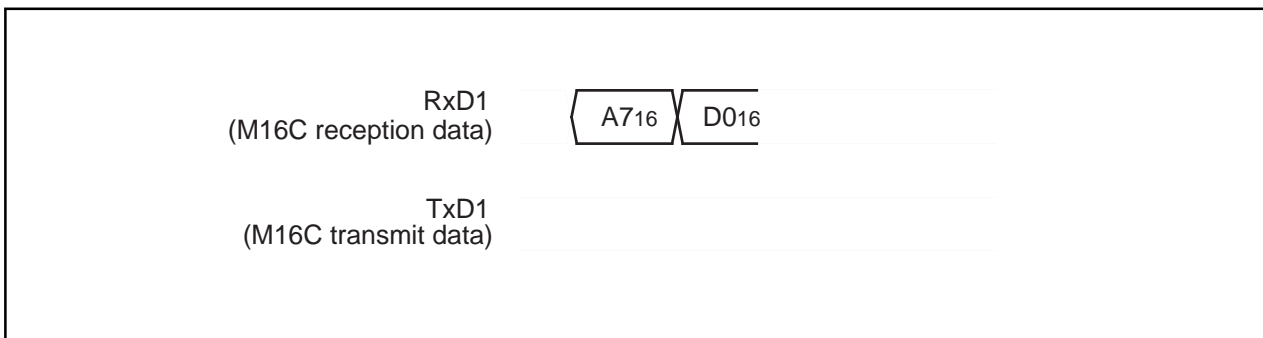 RxD1
(M16C reception data)
A716 D016
TxD1
(M16C transmit data)